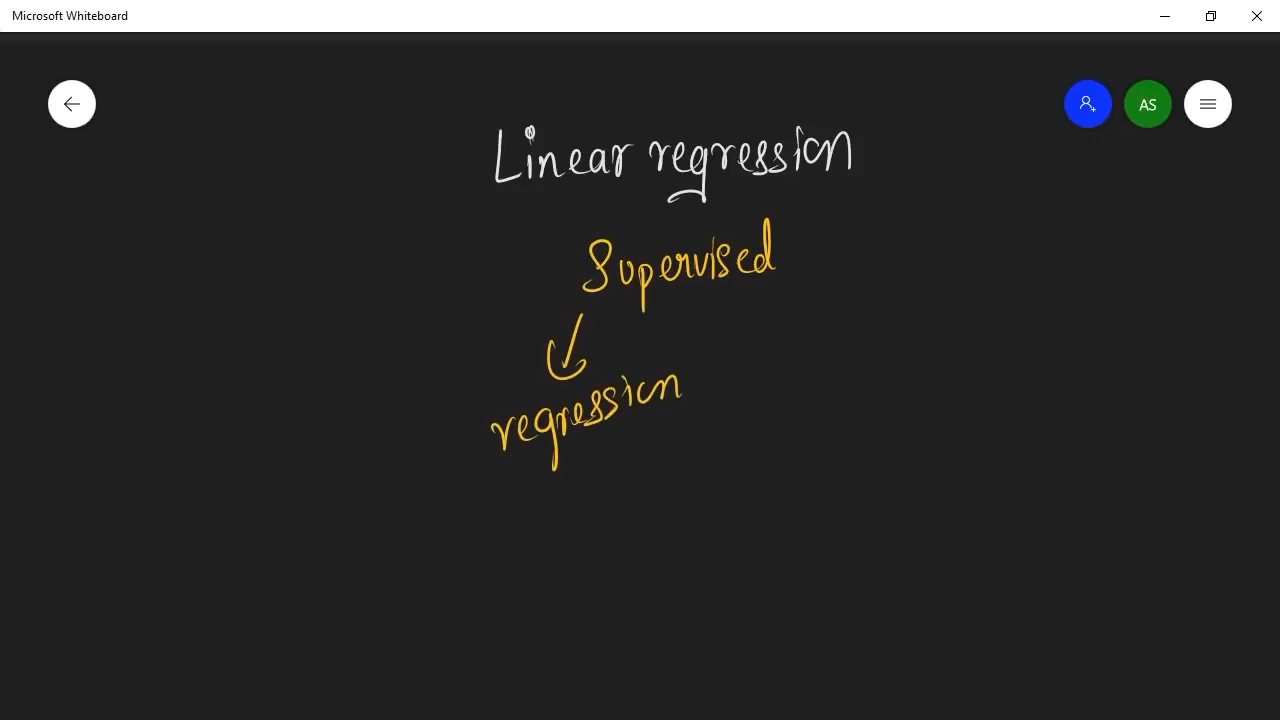 Microsoft Whiteboard
AS
Linear regression
Supervised
regression